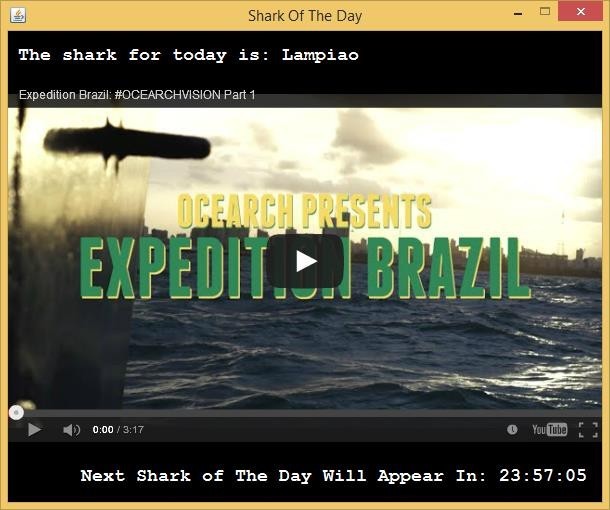 Shark Of The Day
The shark for today is: Lampiao
Expedition Brazil: #OCEARCHVISION Part 1
OCEARCH PRESENTS
EXPEDITION BRAZIL
0:00 / 3:17
YouTube
Next Shark of The Day Will Appear In: 23:57:05